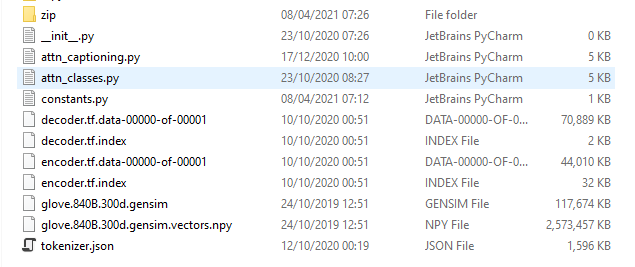 zip 08/04/2021 07:26 File folder
__init__.py 23/10/2020 07:26 JetBrains PyCharm 0 KB
attn_captioning.py 17/12/2020 10:00 JetBrains PyCharm 5 KB
attn_classes.py 23/10/2020 08:27 JetBrains PyCharm 5 KB
constants.py 08/04/2021 07:12 JetBrains PyCharm 1 KB
decoder.tf.data-00000-of-00001 10/10/2020 00:51 DATA-00000-OF-0... 70,889 KB
decoder.tf.index 10/10/2020 00:51 INDEX File 2 KB
encoder.tf.data-00000-of-00001 10/10/2020 00:51 DATA-00000-OF-0... 44,010 KB
encoder.tf.index 10/10/2020 00:51 INDEX File 32 KB
glove.840B.300d.gensim 24/10/2019 12:51 GENSIM File 117,674 KB
glove.840B.300d.gensim.vectors.npy 24/10/2019 12:51 NPY File 2,573,457 KB
tokenizer.json 12/10/2020 00:19 JSON File 1,596 KB